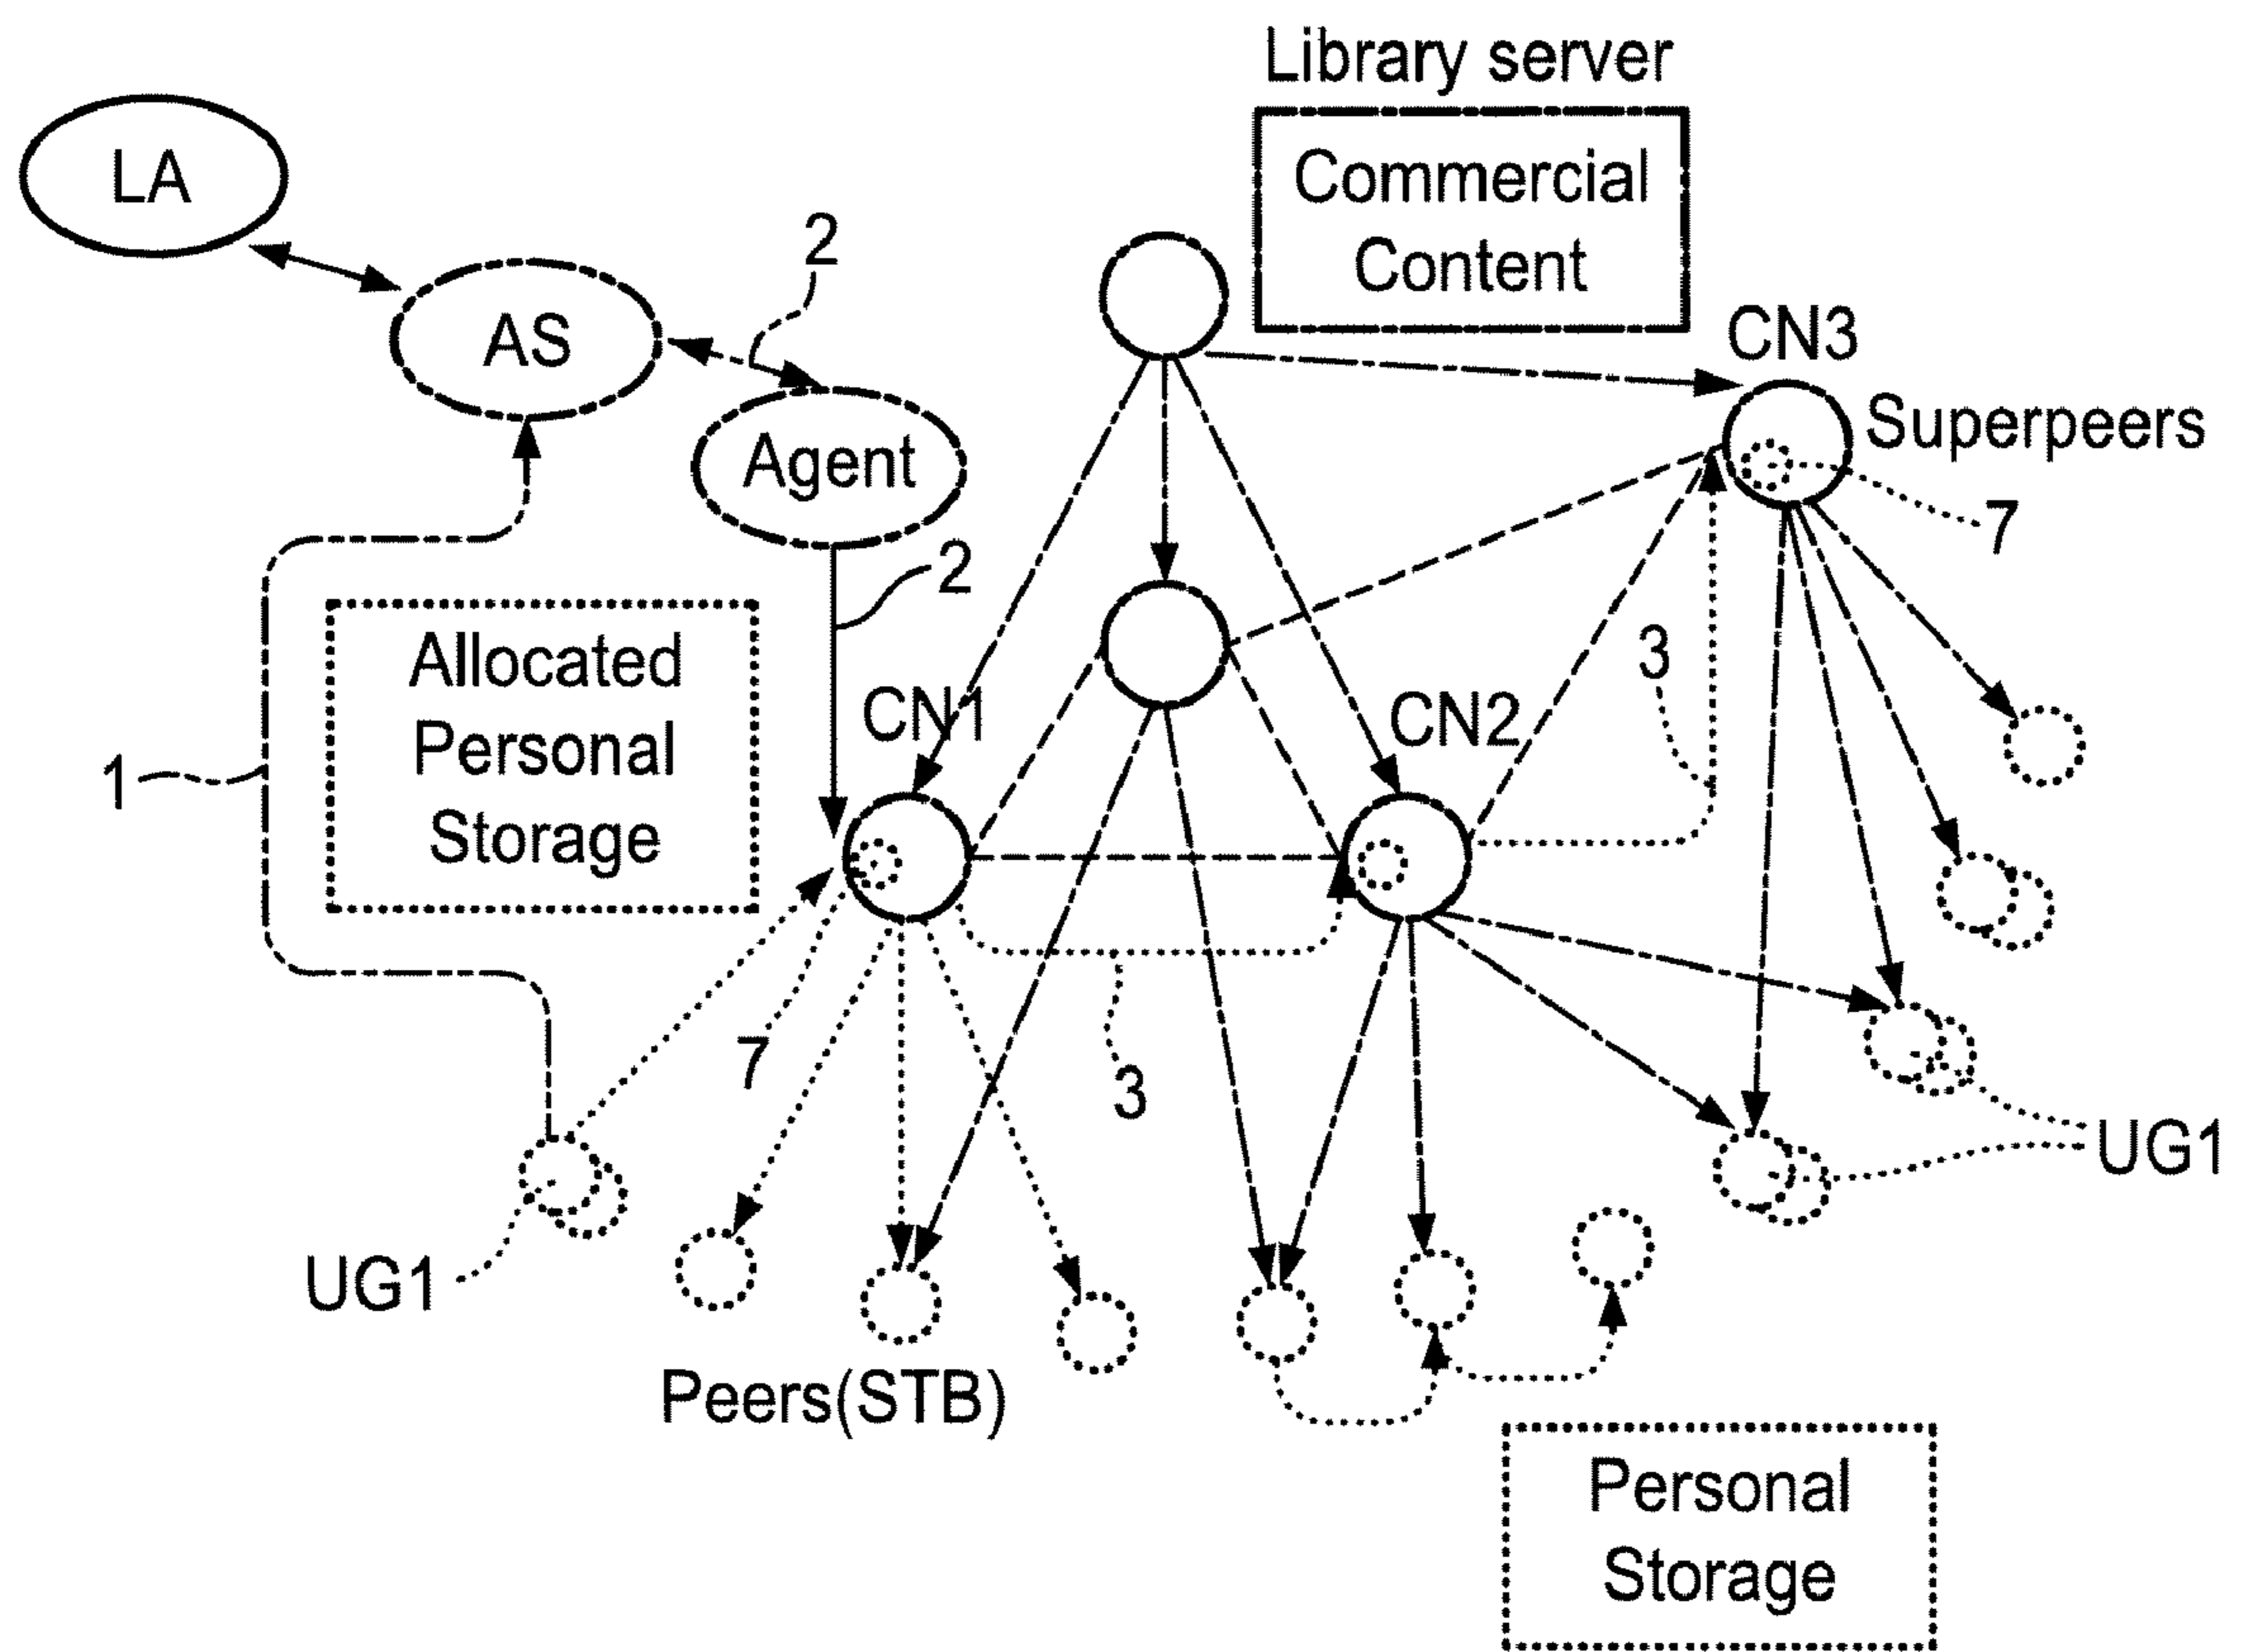 Library server
Commercial
Content
LA
AS
2
Agent
CN3
Superpeers
7
2
Allocated
Personal
Storage
3
CN1
CN2
1
7
3
UG1
UG1
Peers(STB)
Personal
Storage